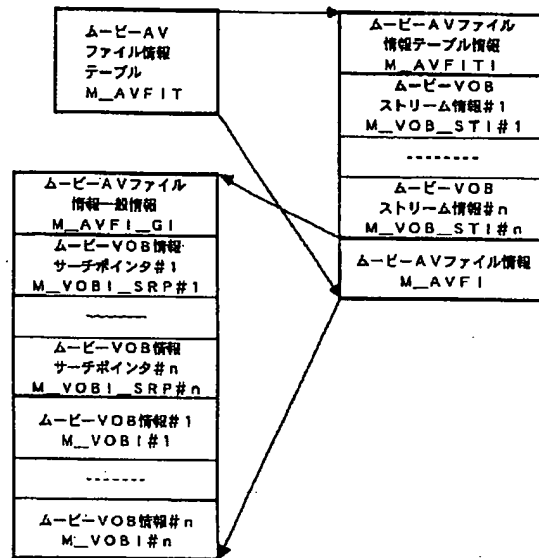 ムービーAV
ファイル情報
テーブル
M_AVFIT
ムービーAVファイル
情報テーブル情報
M_AVFITI
ムービーVOB
ストリーム情報#1
M_VOB_STI#1
--------
ムービーVOB
ストリーム情報#n
M_VOB_STI#n
ムービーAVファイル情報
M_AVFI
ムービーAVファイル
情報一般情報
M_AVFI_GI
ムービーVOB情報
サーチポインタ#1
M_VOBI_SRP#1
-------
ムービーVOB情報
サーチポインタ#n
M_VOBI_SRP#n
ムービーVOB情報#1
M_VOBI#1
-------
ムービーVOB情報#n
M_VOBI#n